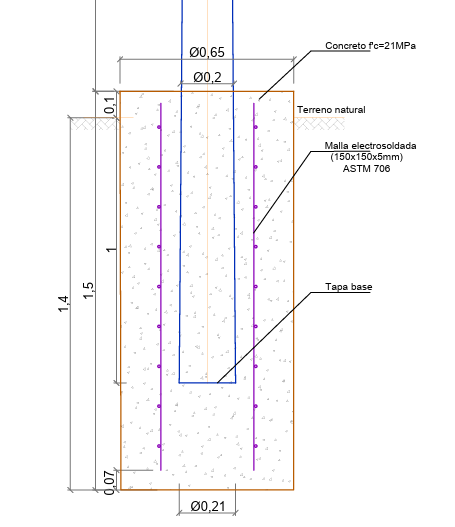 Concreto f'c=21MPa
Ø0,65
Ø0,2
0,1
Terreno natural
Malla electrosoldada
(150x150x5mm)
ASTM 706
1
1,5
1,4
Tapa base
0,07
Ø0,21